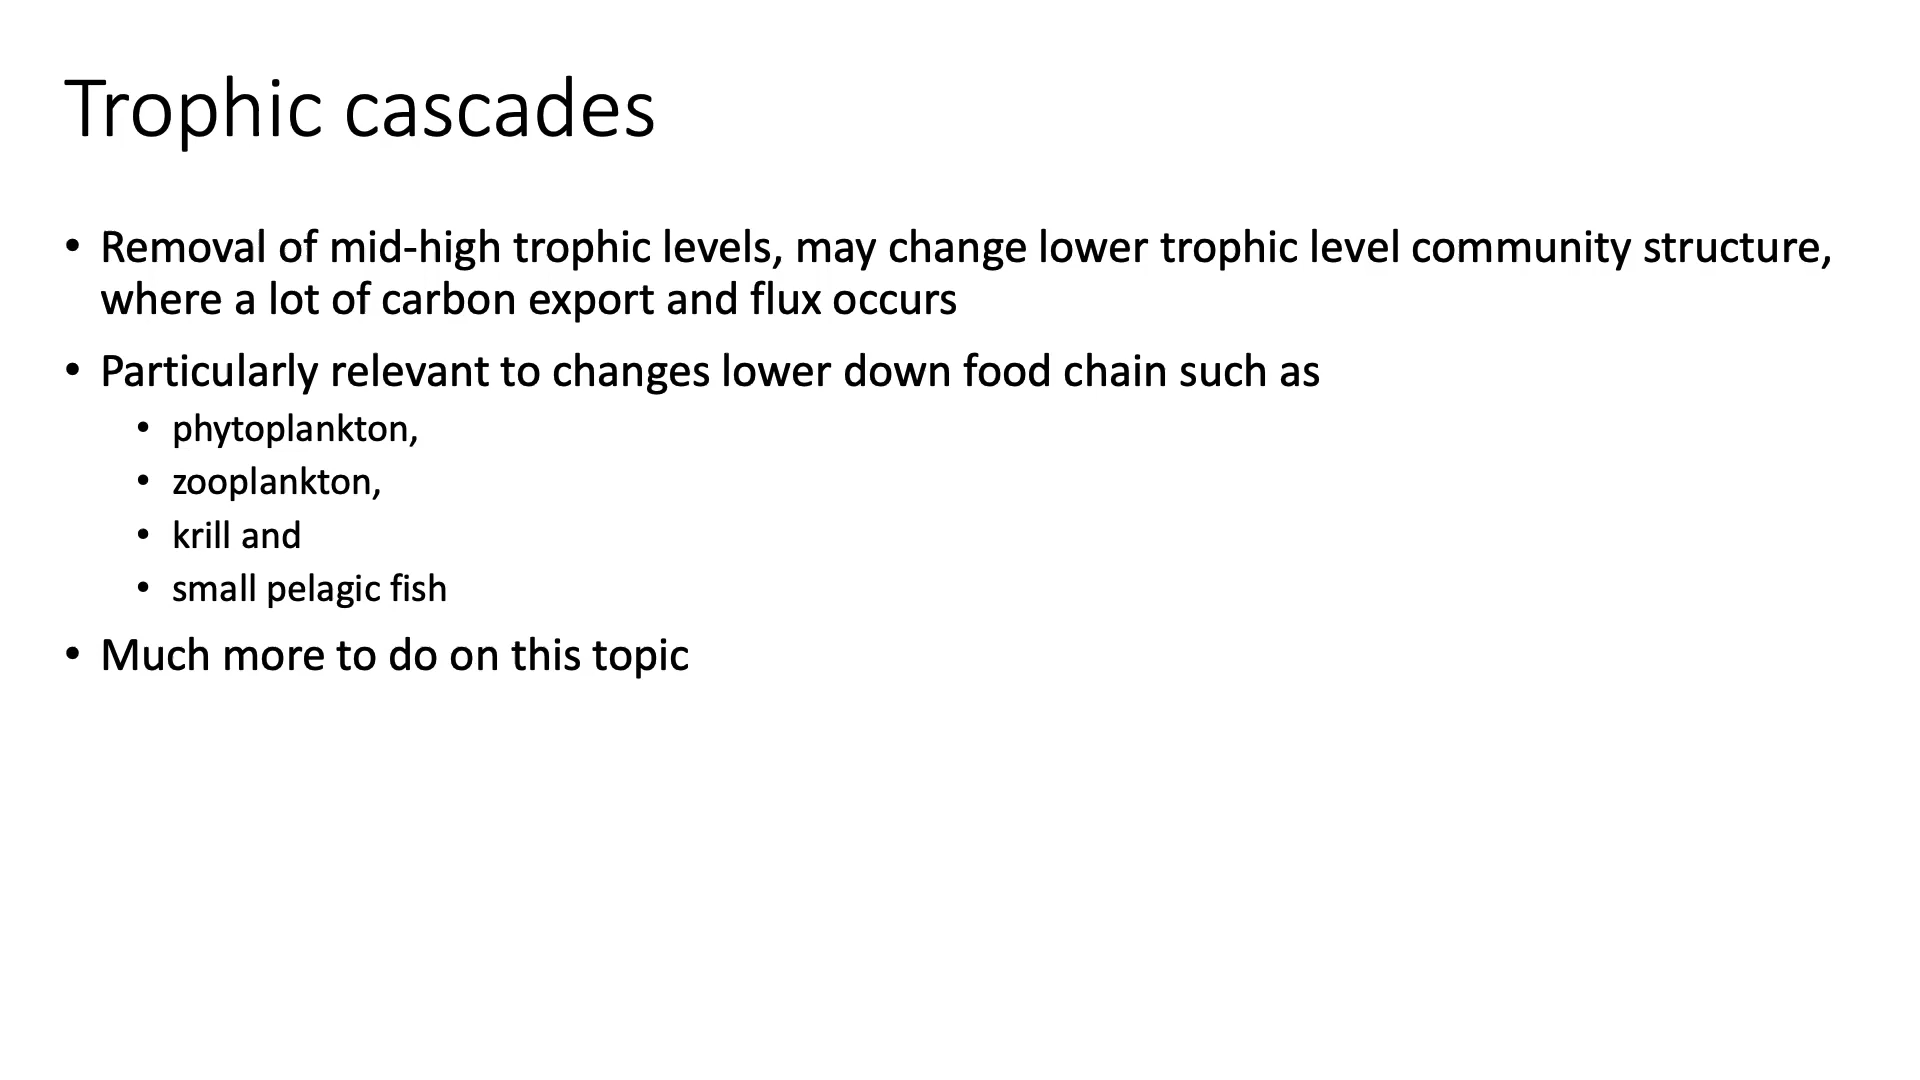 Trophic cascades
• Removal of mid-high trophic levels, may change lower trophic level community structure,
where a lot of carbon export and flux occurs
• Particularly relevant to changes lower down food chain such as
• phytoplankton,
• zooplankton,
• krill and
• small pelagic fish
• Much more to do on this topic